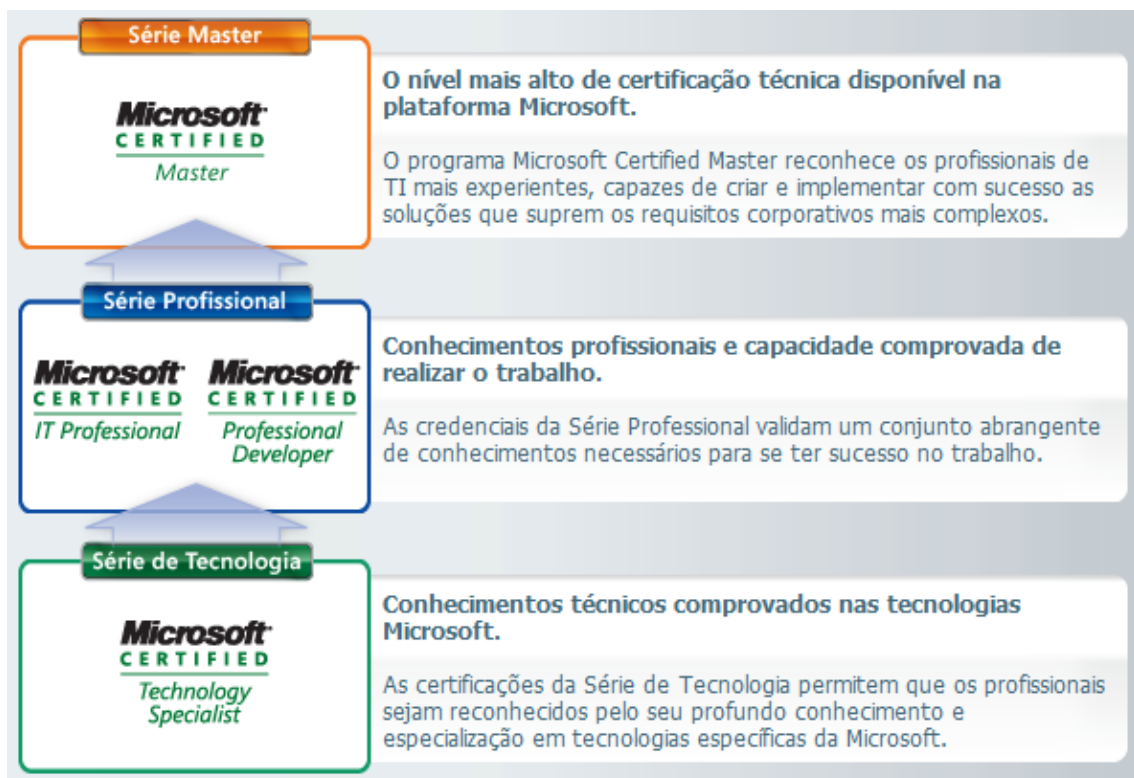 Série Master
Microsoft
CERTIFIED
Master
O nível mais alto de certificação técnica disponível na
plataforma Microsoft.
O programa Microsoft Certified Master reconhece os profissionais de
TI mais experientes, capazes de criar e implementar com sucesso as
soluções que suprem os requisitos corporativos mais complexos.
Série Profissional
Microsoft
CERTIFIED
IT Professional
Microsoft
CERTIFIED
Professional
Developer
Conhecimentos profissionais e capacidade comprovada de
realizar o trabalho.
As credenciais da Série Professional validam um conjunto abrangente
de conhecimentos necessários para se ter sucesso no trabalho.
Série de Tecnologia
Microsoft
CERTIFIED
Technology
Specialist
Conhecimentos técnicos comprovados nas tecnologias
Microsoft.
As certificações da Série de Tecnologia permitem que os profissionais
sejam reconhecidos pelo seu profundo conhecimento e
especialização em tecnologias específicas da Microsoft.